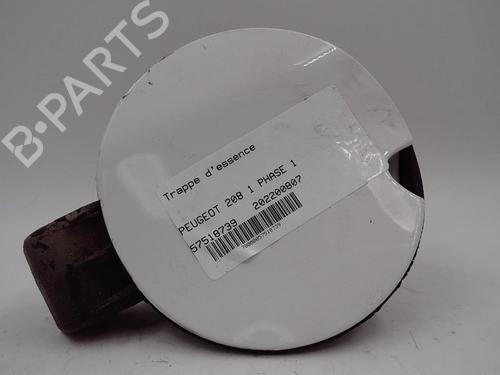 B-PARTS
Trappe d'essence
PEUGEOT 208 1 PHASE 1
57518739 202200807